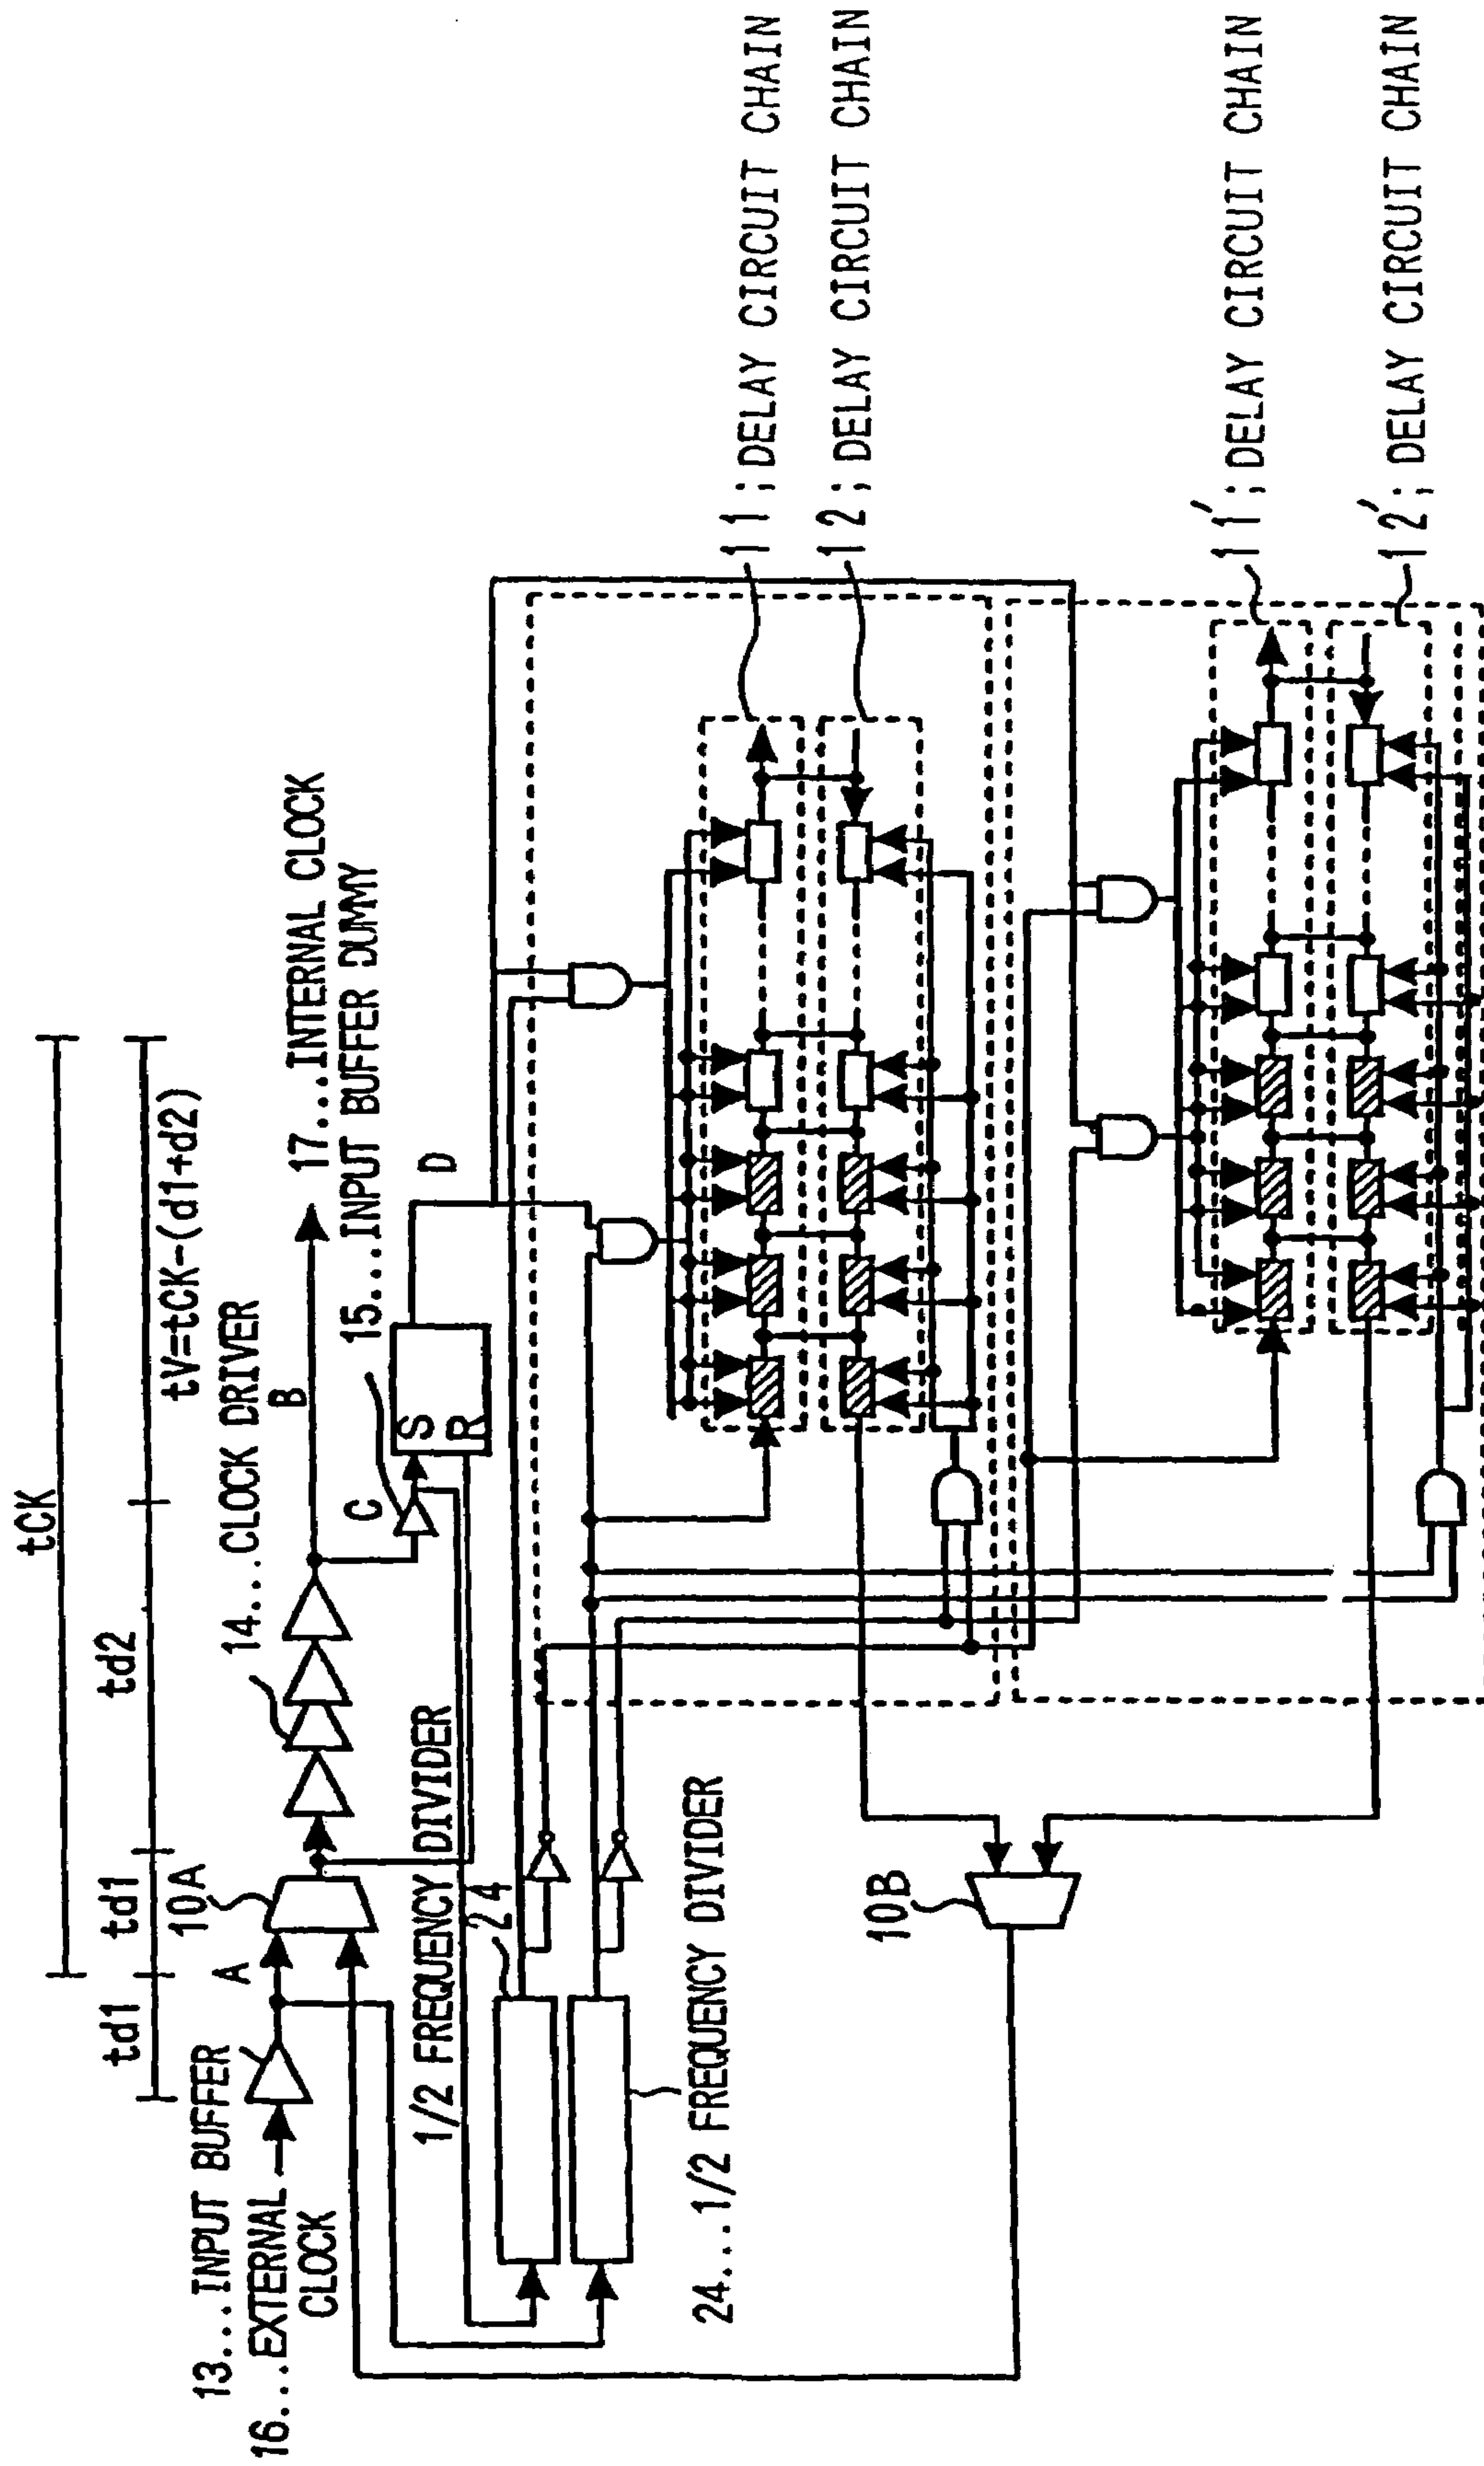 tCK
td1
td1
td2
tV=tCK-(d1+d2)
13...INPUT BUFFER
16...EXTERNAL
CLOCK
A
10A
14...CLOCK DRIVER
B
17...INTERNAL CLOCK
15...INPUT BUFFER DUMMY
C
S
R
D
1/2 FREQUENCY DIVIDER
24
24...1/2 FREQUENCY DIVIDER
10B
11;DELAY CIRCUIT CHAIN
12;DELAY CIRCUIT CHAIN
11';DELAY CIRCUIT CHAIN
12';DELAY CIRCUIT CHAIN